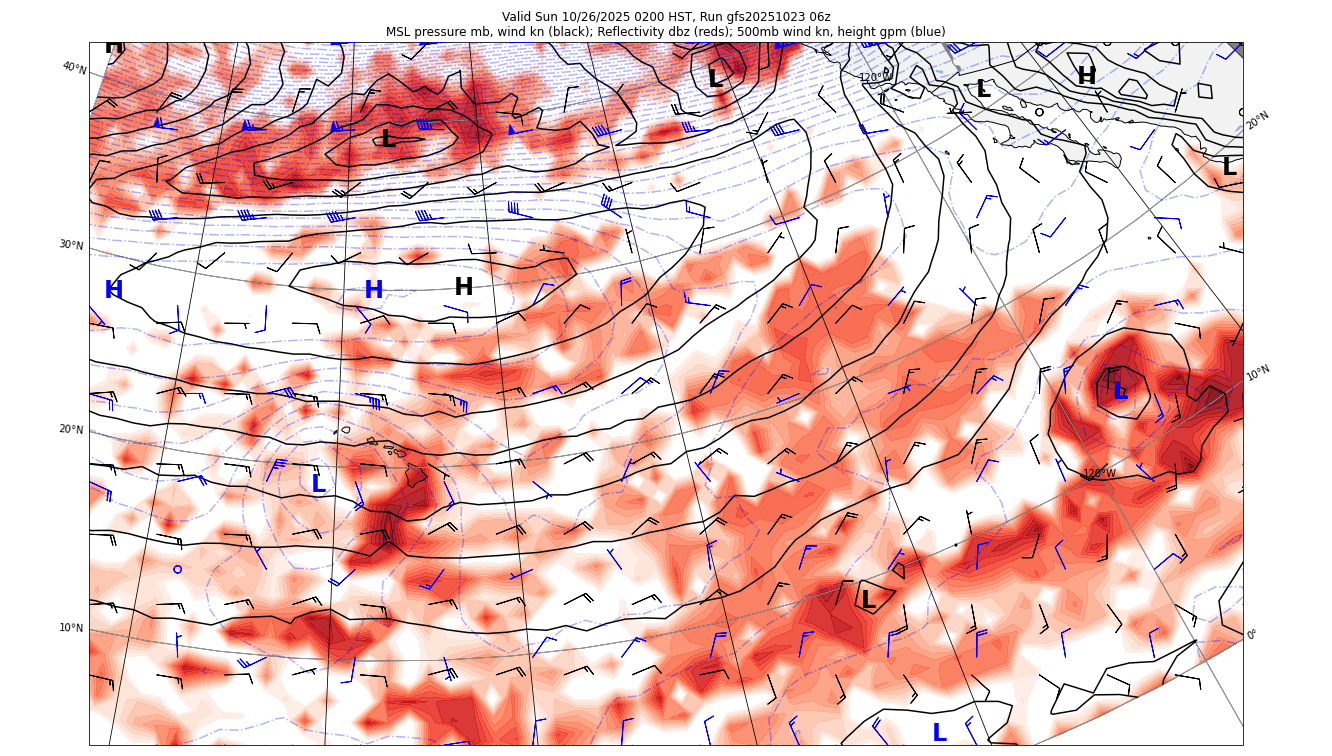 Valid Sun 10/26/2025 0200 HST, Run gfs20251023 06z
MSL pressure mb, wind kn (black); Reflectivity dbz (reds); 500mb wind kn, height gpm (blue)
H
40°N
L
120°W
L
H
20°N
L
L
30°N
H
H
H
10°N
L
20°N
L
120°W
L
10°N
0°
L